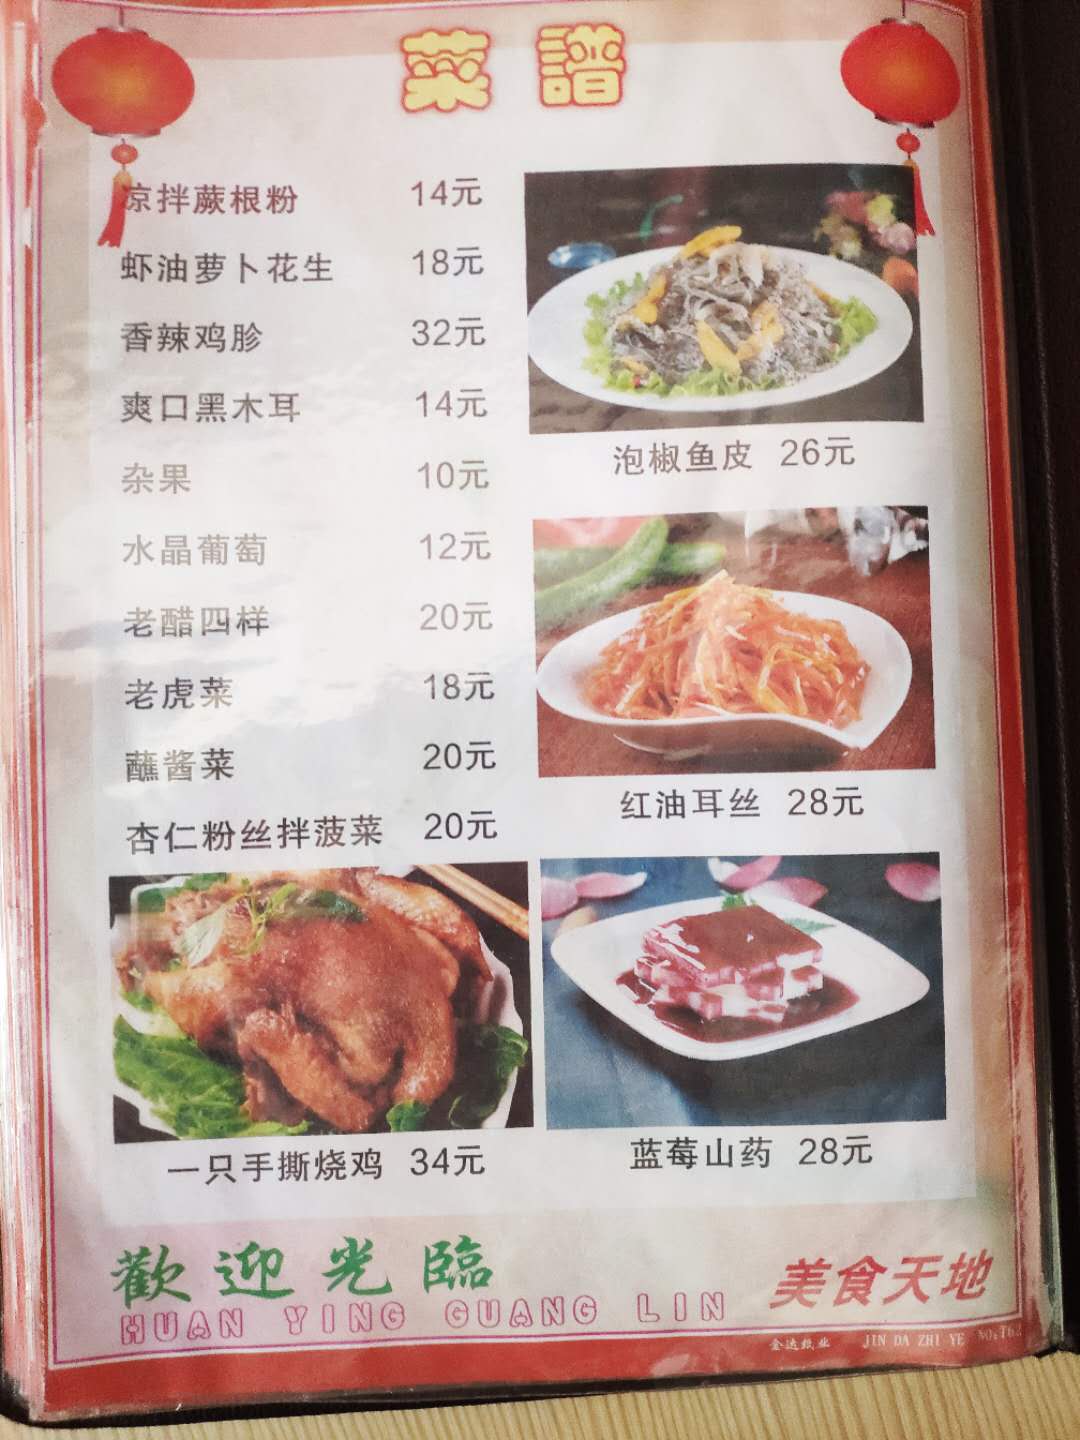 菜 譜
凉拌蕨根粉 14元
虾油萝卜花生 18元
香辣鸡胗 32元
爽口黑木耳 14元
杂果 10元
水晶葡萄 12元
老醋四样 20元
老虎菜 18元
蘸酱菜 20元
杏仁粉丝拌菠菜 20元
泡椒鱼皮 26元
红油耳丝 28元
一只手撕烧鸡 34元
蓝莓山药 28元
歡迎光臨
HUAN YING GUANG LIN
美食天地
金达纸业 JIN DA ZHI YE